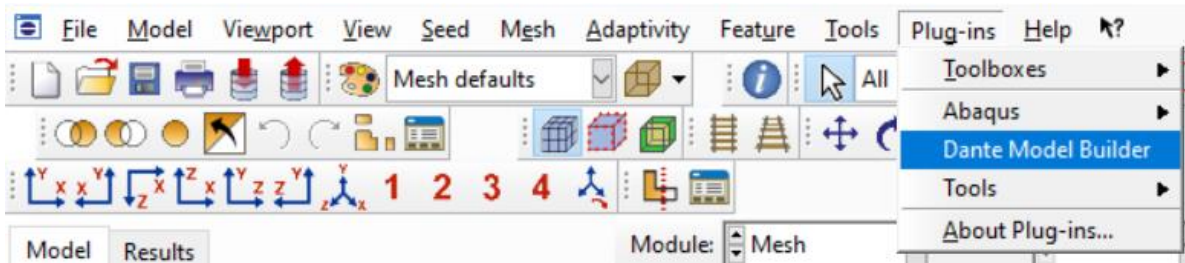 File Model Viewport View Seed Mesh Adaptivity Feature Tools Plug-ins Help ?
Mesh defaults All
Toolboxes
Abaqus
Dante Model Builder
Tools
About Plug-ins...
Y X X Y Z X Z X Y Z Z Y Y Z X 1 2 3 4
Model Results Module: Mesh